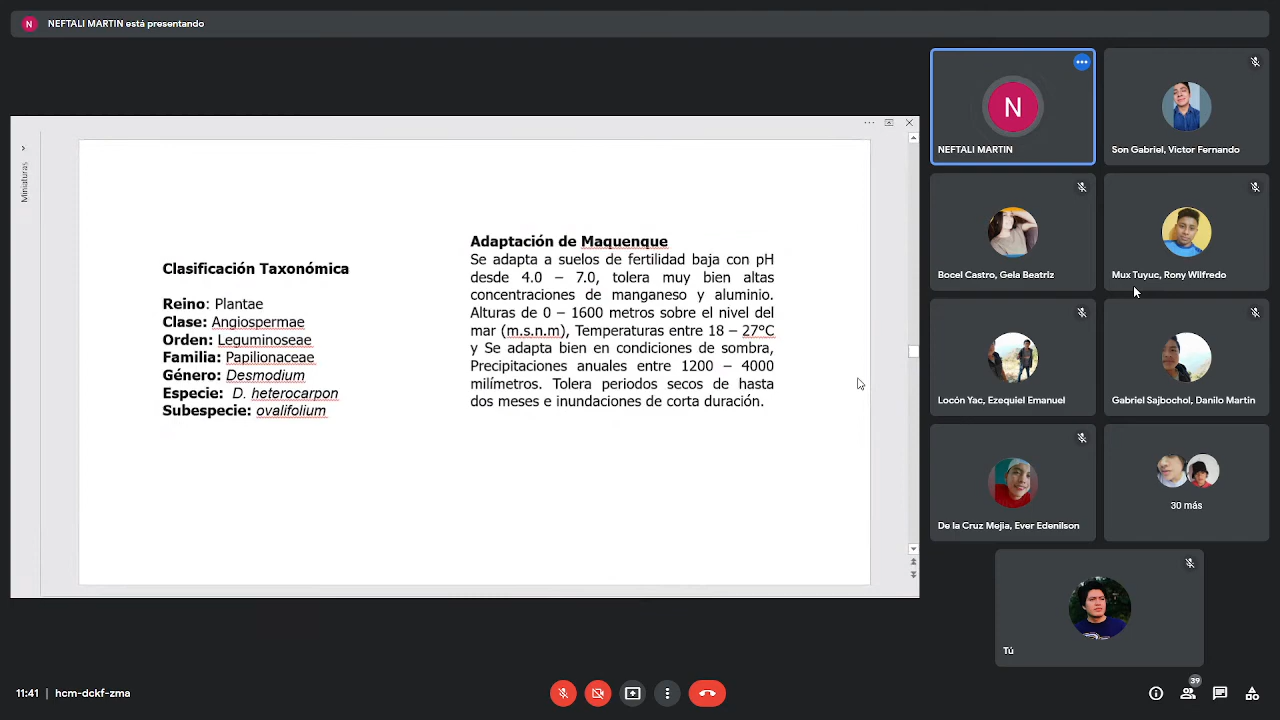 N NEFTALI MARTIN está presentando
Miniaturas
Clasificación Taxonómica
Reino: Plantae
Clase: Angiospermae
Orden: Leguminoseae
Familia: Papilionaceae
Género: Desmodium
Especie: D. heterocarpon
Subespecie: ovalifolium
Adaptación de Maquenque
Se adapta a suelos de fertilidad baja con pH
desde 4.0 – 7.0, tolera muy bien altas
concentraciones de manganeso y aluminio.
Alturas de 0 – 1600 metros sobre el nivel del
mar (m.s.n.m), Temperaturas entre 18 – 27°C
y Se adapta bien en condiciones de sombra,
Precipitaciones anuales entre 1200 – 4000
milímetros. Tolera periodos secos de hasta
dos meses e inundaciones de corta duración.
N
NEFTALI MARTIN
Son Gabriel, Victor Fernando
Bocel Castro, Gela Beatriz
Mux Tuyuc, Rony Wilfredo
Locón Yac, Ezequiel Emanuel
Gabriel Sajbochol, Danilo Martin
De la Cruz Mejia, Ever Edenilson
30 más
Tú
11:41 | hcm-dckf-zma
39